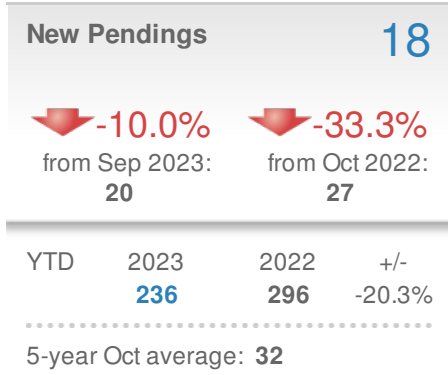 New Pendings 18
-10.0% -33.3%
from Sep 2023: from Oct 2022:
20 27
YTD 2023 2022 +/-
236 296 -20.3%
5-year Oct average: 32